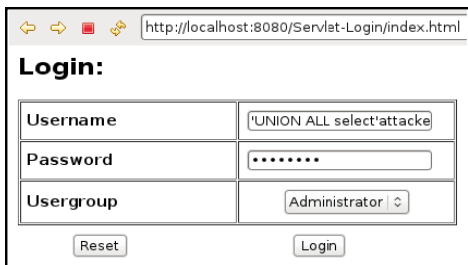 http://localhost:8080/Servlet-Login/index.html
Login:
Username 'UNION ALL select'attacke
Password ••••••••
Usergroup Administrator
Reset Login